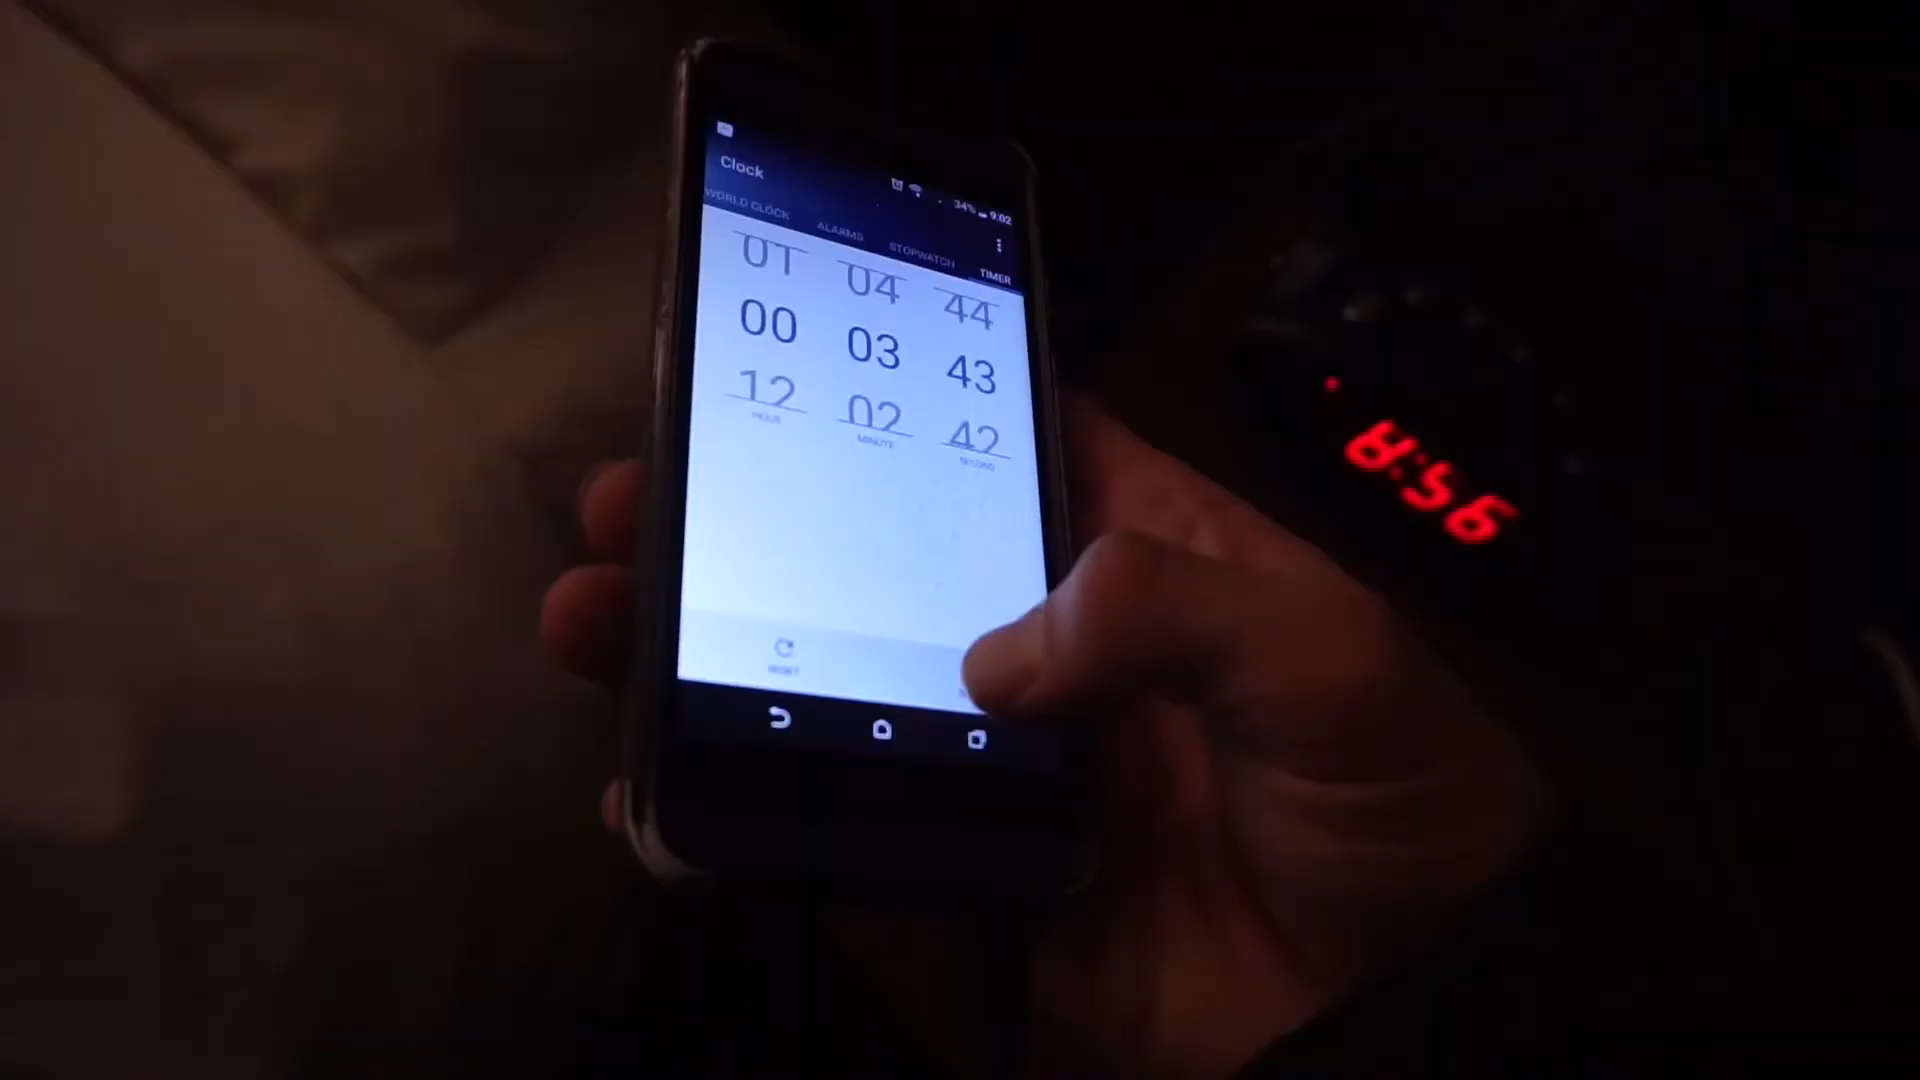 34% 9:02
Clock
WORLD CLOCK ALARMS STOPWATCH TIMER
01 04 44
00 03 43
12 02 42
HOUR MINUTE SECOND
RESET
8:56